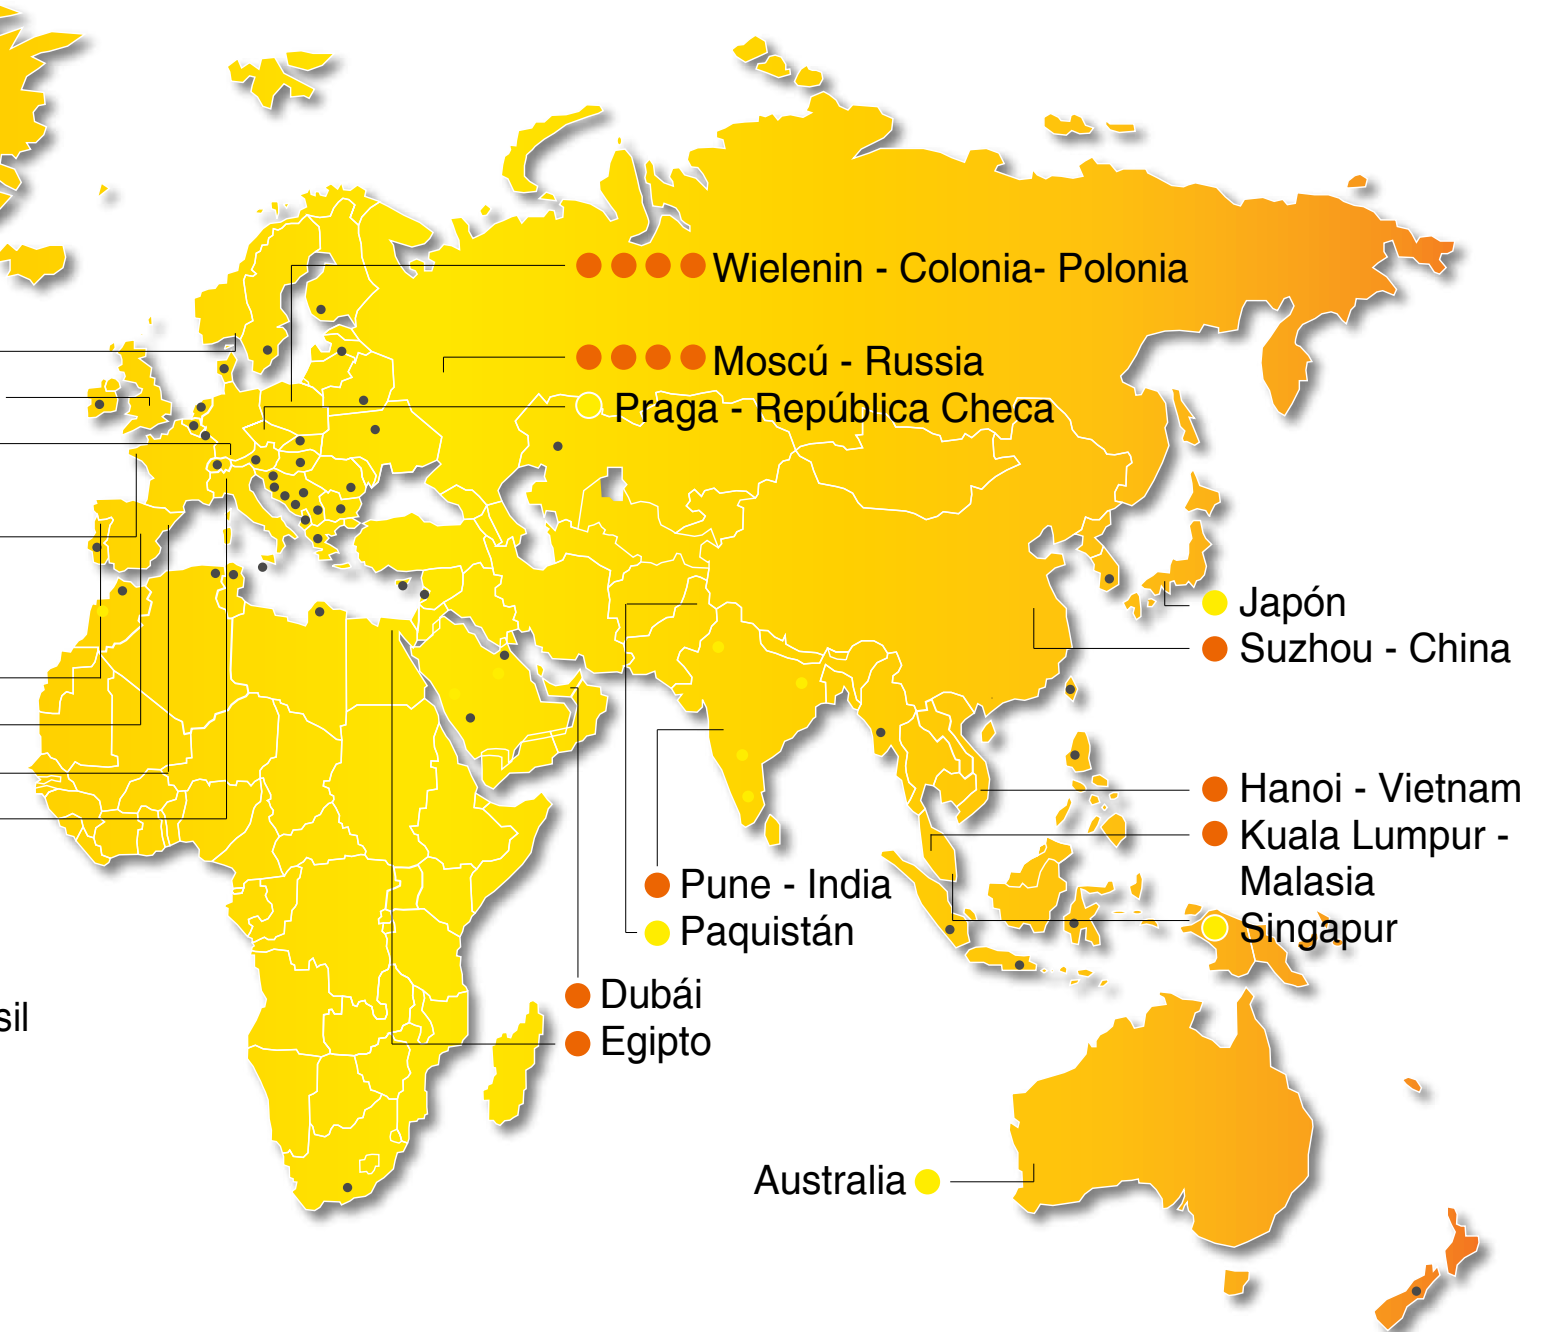 Wielenin - Colonia- Polonia
Moscú - Russia
Praga - República Checa
Japón
Suzhou - China
Hanoi - Vietnam
Kuala Lumpur -
Malasia
Singapur
Pune - India
Paquistán
Dubái
Egipto
sil
Australia